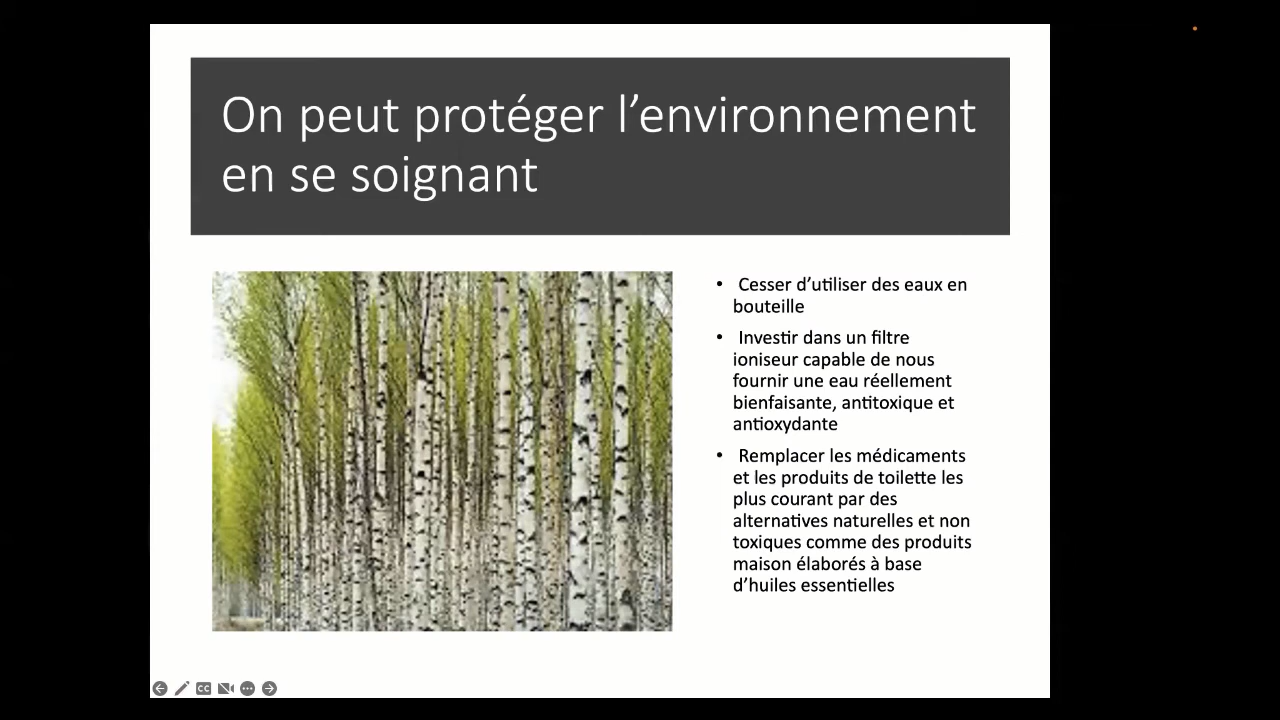 On peut protéger l’environnement
en se soignant
• Cesser d’utiliser des eaux en
bouteille
• Investir dans un filtre
ioniseur capable de nous
fournir une eau réellement
bienfaisante, antitoxique et
antioxydante
• Remplacer les médicaments
et les produits de toilette les
plus courant par des
alternatives naturelles et non
toxiques comme des produits
maison élaborés à base
d’huiles essentielles
CC